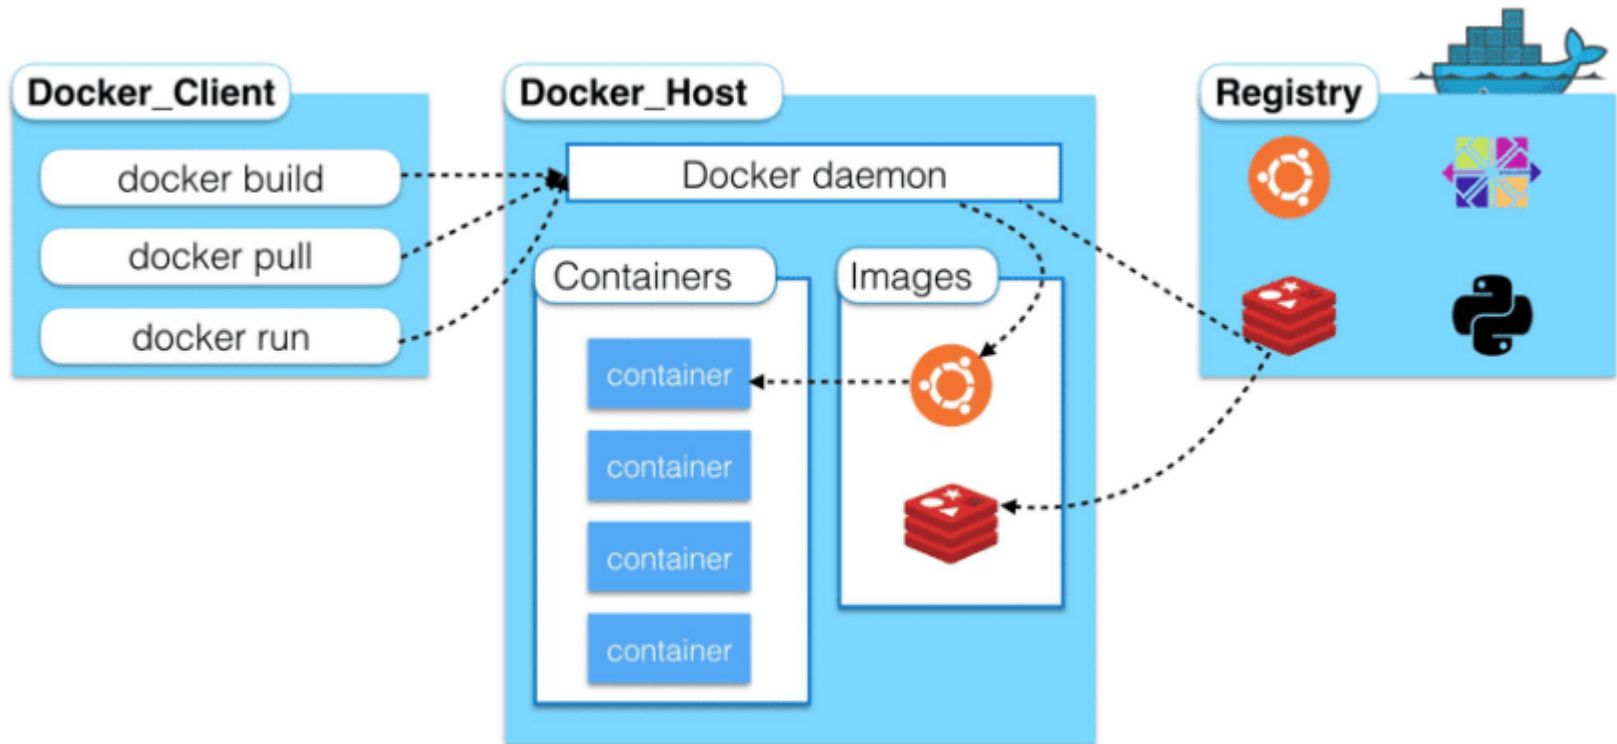 Docker_Client
docker build
docker pull
docker run
Docker_Host
Docker daemon
Containers
container
container
container
container
Images
Registry